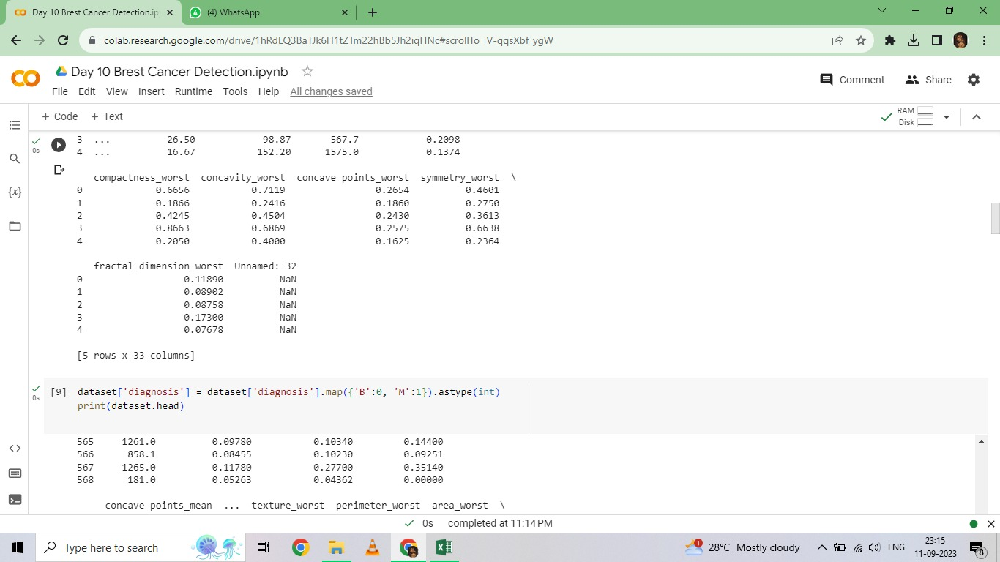 Day 10 Brest Cancer Detection.ip
(4) WhatsApp
colab.research.google.com/drive/1hRdLQ3BaTJk6H1tZTm22hBb5Jh2iqHNc#scrollTo=V-qqsXbf_ygW
Day 10 Brest Cancer Detection.ipynb
Comment Share
File Edit View Insert Runtime Tools Help All changes saved
+ Code + Text
RAM
Disk
0s
3 ... 26.50 98.87 567.7 0.2098
4 ... 16.67 152.20 1575.0 0.1374
compactness_worst concavity_worst concave points_worst symmetry_worst \
0 0.6656 0.7119 0.2654 0.4601
1 0.1866 0.2416 0.1860 0.2750
2 0.4245 0.4504 0.2430 0.3613
3 0.8663 0.6869 0.2575 0.6638
4 0.2050 0.4000 0.1625 0.2364
fractal_dimension_worst Unnamed: 32
0 0.11890 NaN
1 0.08902 NaN
2 0.08758 NaN
3 0.17300 NaN
4 0.07678 NaN
[5 rows x 33 columns]
0s
[9] dataset['diagnosis'] = dataset['diagnosis'].map({'B':0, 'M':1}).astype(int)
print(dataset.head)
565 1261.0 0.09780 0.10340 0.14400
566 858.1 0.08455 0.10230 0.09251
567 1265.0 0.11780 0.27700 0.35140
568 181.0 0.05263 0.04362 0.00000
concave points_mean ... texture_worst perimeter_worst area_worst \
0s completed at 11:14 PM
Type here to search
1
28°C Mostly cloudy
ENG
23:15
11-09-2023
8
{x}